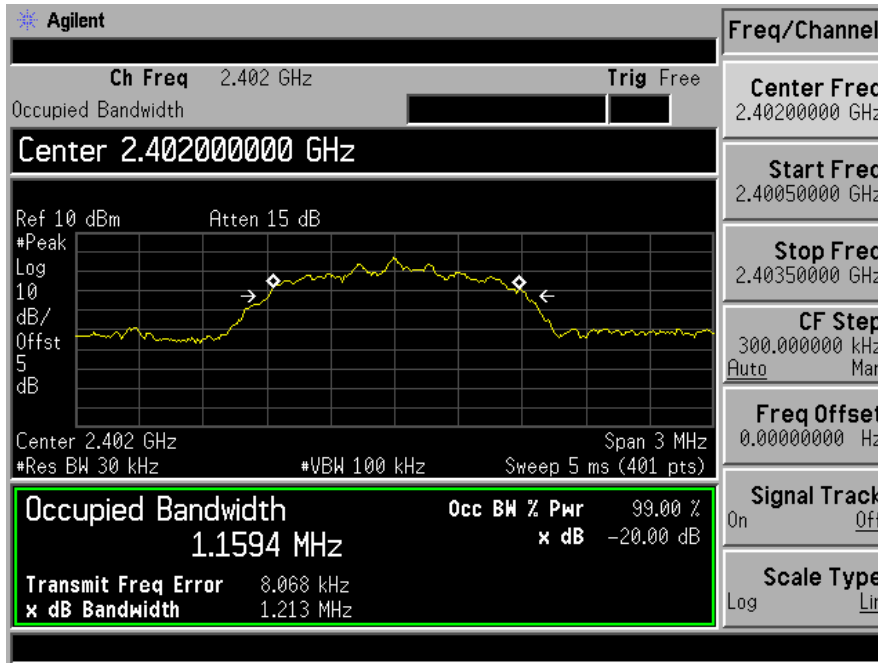 Agilent
Freq/Channel
Ch Freq 2.402 GHz Trig Free
Occupied Bandwidth
Center 2.402000000 GHz
Ref 10 dBm Atten 15 dB
#Peak
Log
10
dB/
Offst
5
dB
Center 2.402 GHz Span 3 MHz
#Res BW 30 kHz #VBW 100 kHz Sweep 5 ms (401 pts)
Occupied Bandwidth Occ BW % Pwr 99.00 %
1.1594 MHz x dB -20.00 dB
Transmit Freq Error 8.068 kHz
x dB Bandwidth 1.213 MHz
Center Freq
2.40200000 GHz
Start Freq
2.40050000 GHz
Stop Freq
2.40350000 GHz
CF Step
300.000000 kHz
Auto Man
Freq Offset
0.00000000 Hz
Signal Track
On Off
Scale Type
Log Lin